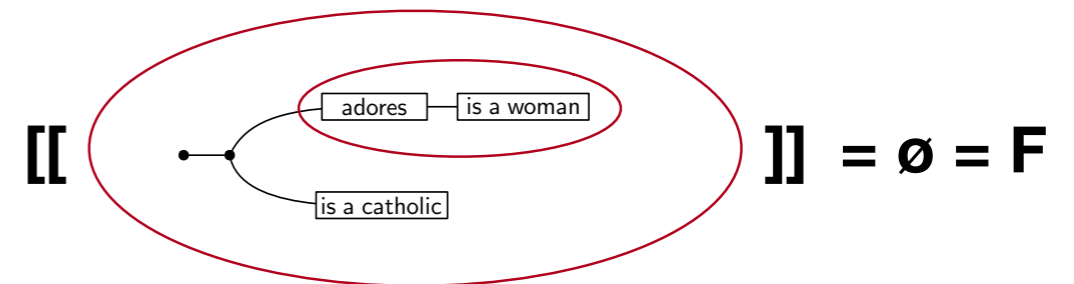 adores is a woman
[[ ]] = ø = F
is a catholic